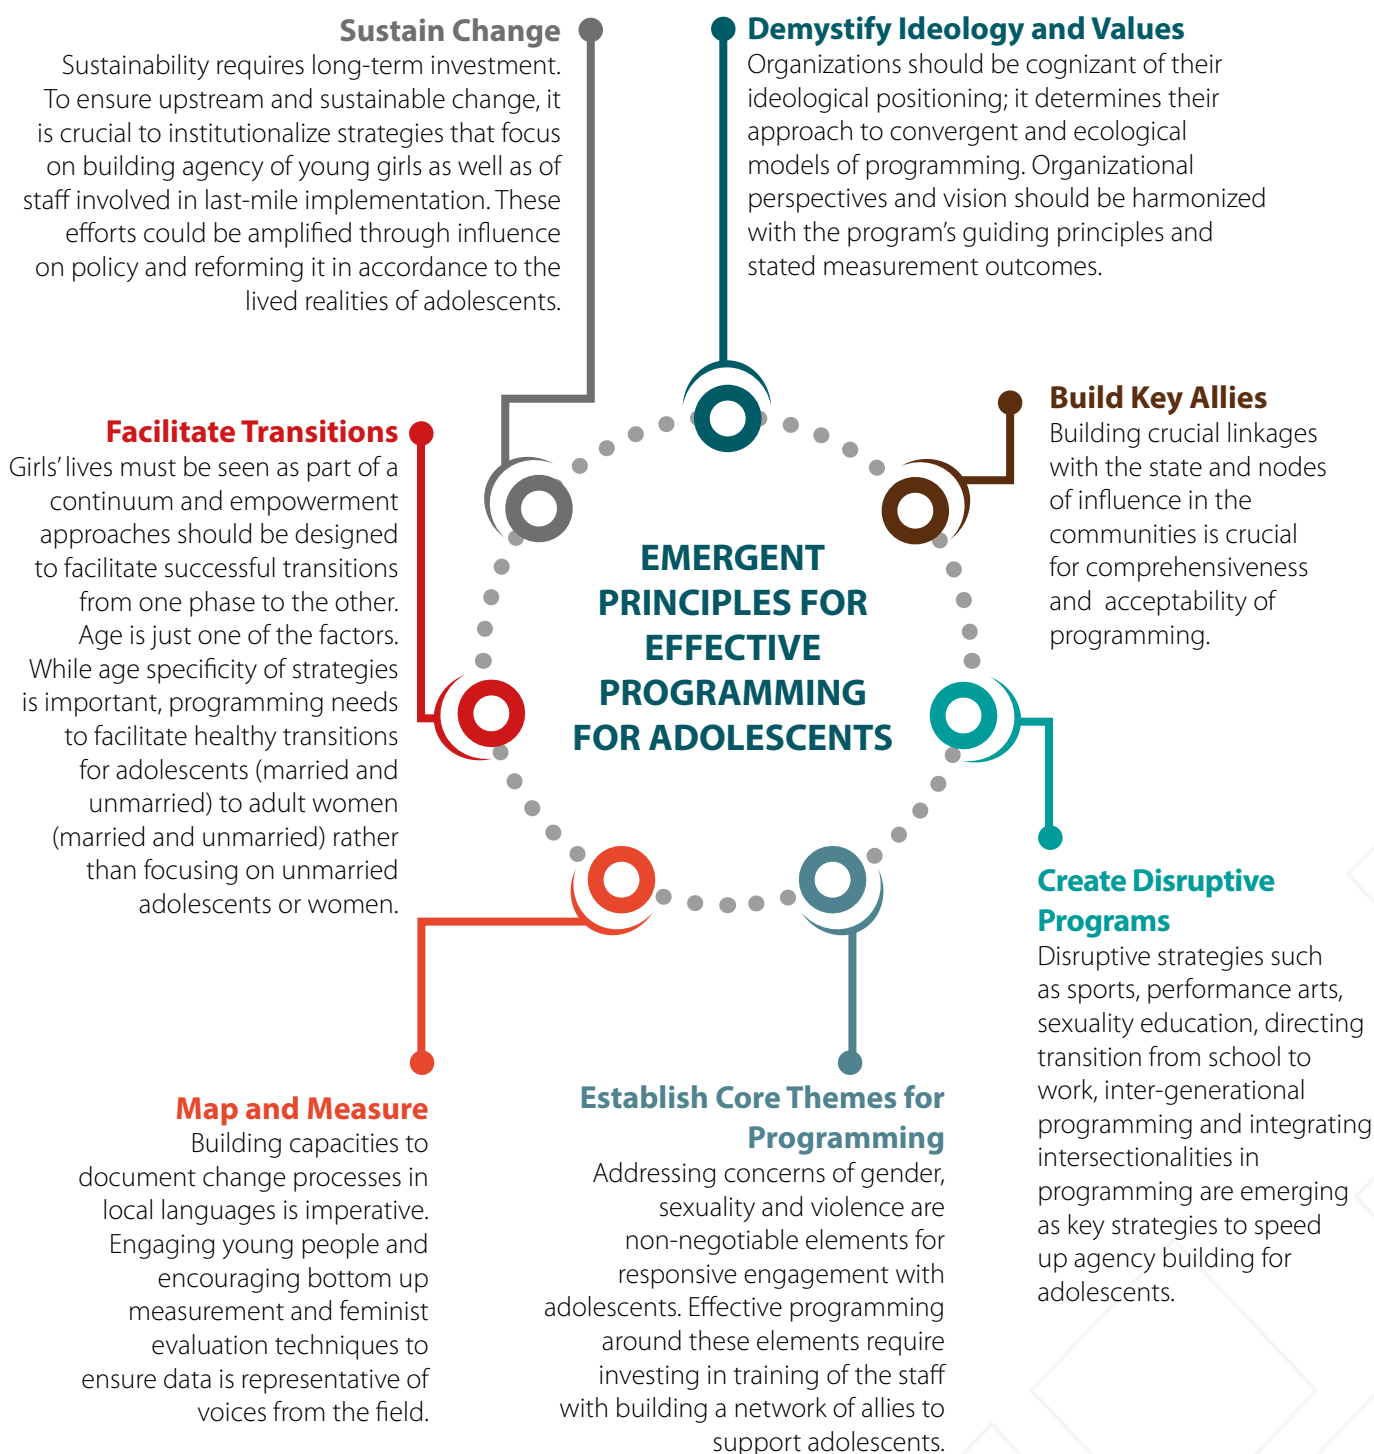 Sustain Change
Sustainability requires long-term investment.
To ensure upstream and sustainable change, it
is crucial to institutionalize strategies that focus
on building agency of young girls as well as of
staff involved in last-mile implementation. These
efforts could be amplified through influence
on policy and reforming it in accordance to the
lived realities of adolescents.
Demystify Ideology and Values
Organizations should be cognizant of their
ideological positioning; it determines their
approach to convergent and ecological
models of programming. Organizational
perspectives and vision should be harmonized
with the program's guiding principles and
stated measurement outcomes.
Build Key Allies
Building crucial linkages
with the state and nodes
of influence in the
communities is crucial
for comprehensiveness
and acceptability of
programming.
Facilitate Transitions
Girls' lives must be seen as part of a
continuum and empowerment
approaches should be designed
to facilitate successful transitions
from one phase to the other.
Age is just one of the factors.
While age specificity of strategies
is important, programming needs
to facilitate healthy transitions
for adolescents (married and
unmarried) to adult women
(married and unmarried) rather
than focusing on unmarried
adolescents or women.
EMERGENT
PRINCIPLES FOR
EFFECTIVE
PROGRAMMING
FOR ADOLESCENTS
Create Disruptive
Programs
Disruptive strategies such
as sports, performance arts,
sexuality education, directing
transition from school to
work, inter-generational
programming and integrating
intersectionalities in
programming are emerging
as key strategies to speed
up agency building for
adolescents.
Map and Measure
Building capacities to
document change processes in
local languages is imperative.
Engaging young people and
encouraging bottom up
measurement and feminist
evaluation techniques to
ensure data is representative of
voices from the field.
Establish Core Themes for
Programming
Addressing concerns of gender,
sexuality and violence are
non-negotiable elements for
responsive engagement with
adolescents. Effective programming
around these elements require
investing in training of the staff
with building a network of allies to
support adolescents.